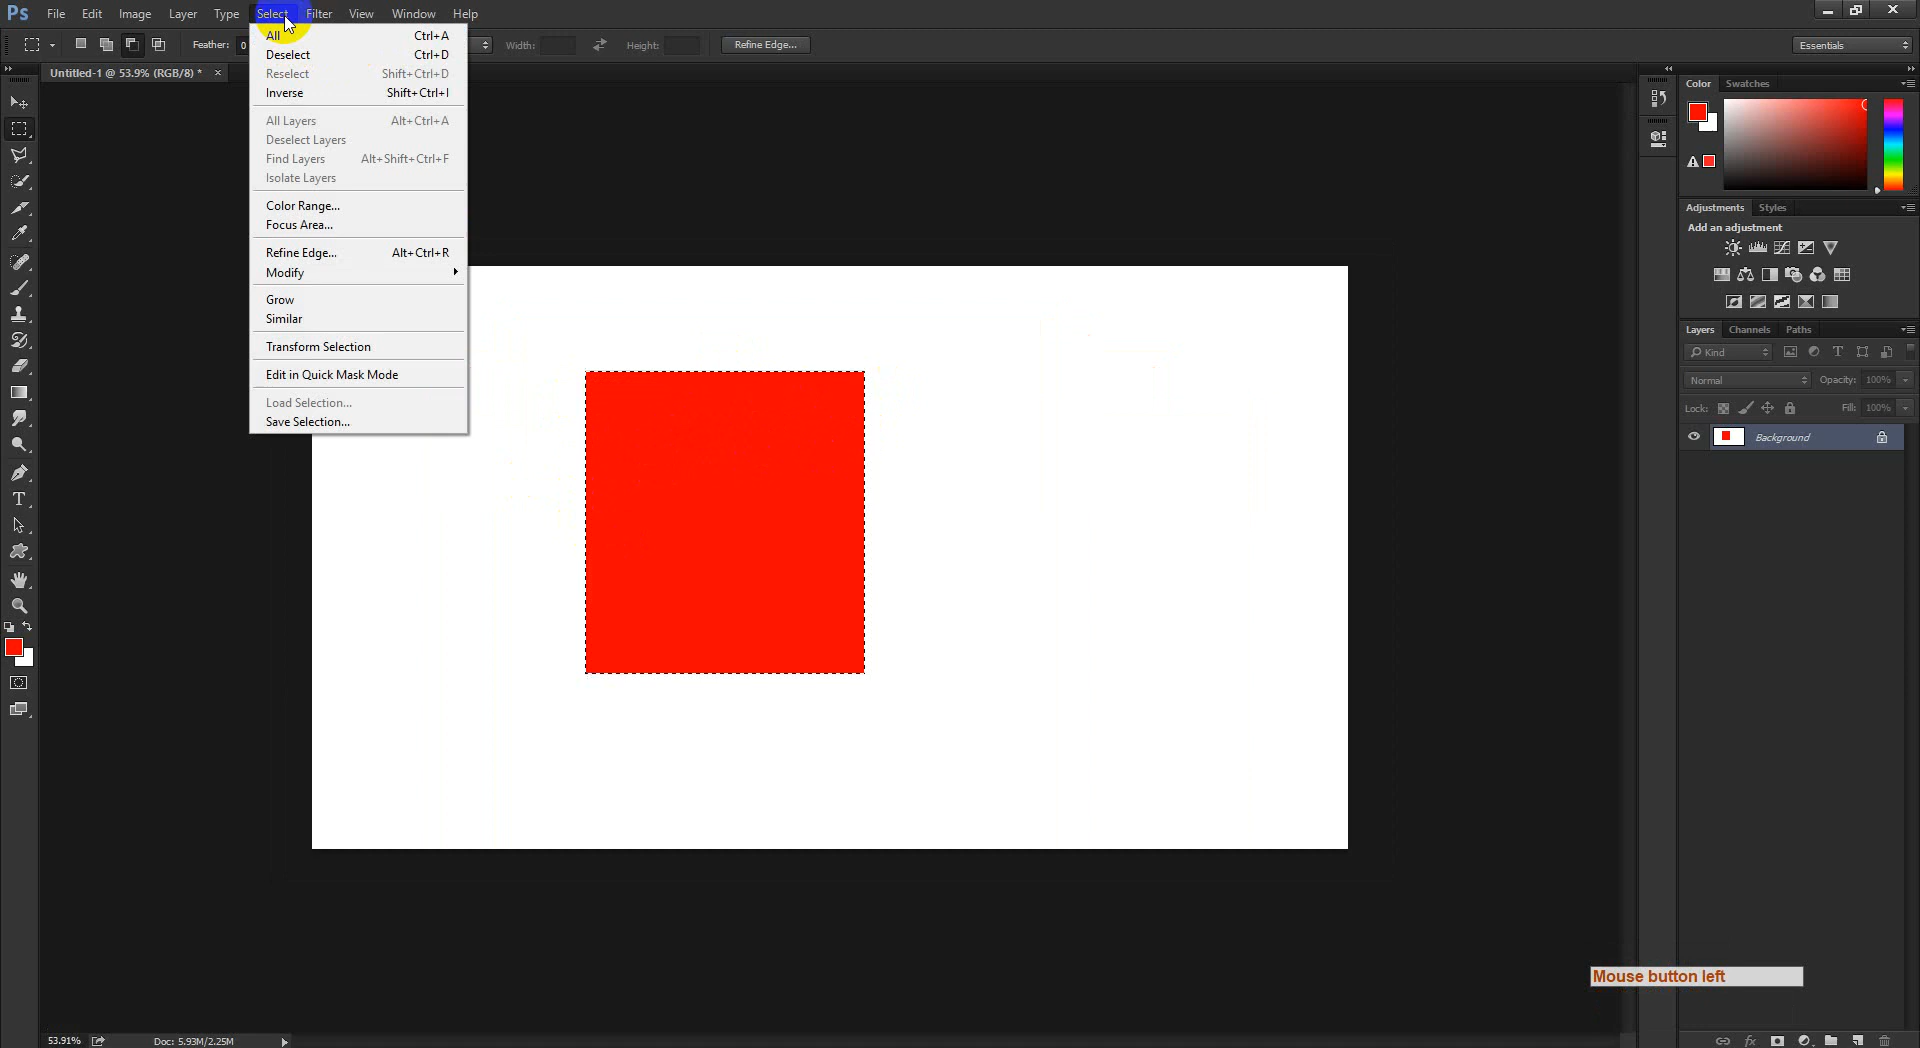 Ps File Edit Image Layer Type Select Filter View Window Help
Feather: 0 Width: Height: Refine Edge... Essentials
Untitled-1 @ 53.9% (RGB/8) * ×
All Ctrl+A
Deselect Ctrl+D
Reselect Shift+Ctrl+D
Inverse Shift+Ctrl+I
All Layers Alt+Ctrl+A
Deselect Layers
Find Layers Alt+Shift+Ctrl+F
Isolate Layers
Color Range...
Focus Area...
Refine Edge... Alt+Ctrl+R
Modify
Grow
Similar
Transform Selection
Edit in Quick Mask Mode
Load Selection...
Save Selection...
Color Swatches
Adjustments Styles
Add an adjustment
Layers Channels Paths
Kind
Normal Opacity: 100%
Lock: Fill: 100%
Background
Mouse button left
53.91% Doc: 5.93M/2.25M